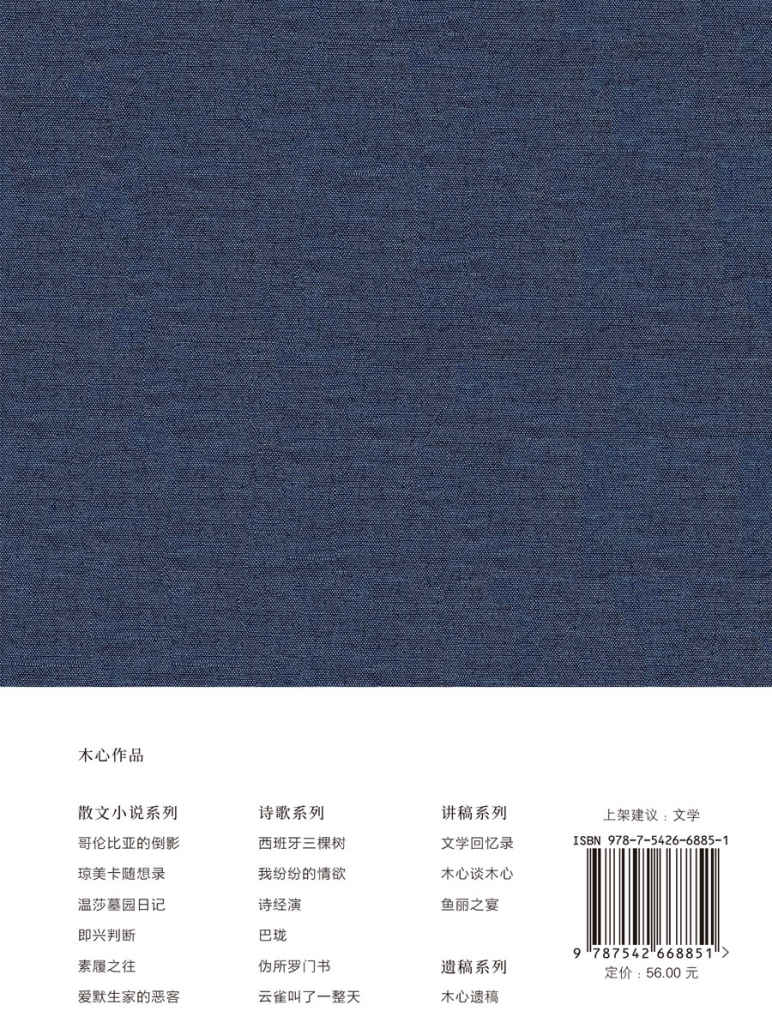 木心作品
散文小说系列
哥伦比亚的倒影
琼美卡随想录
温莎墓园日记
即兴判断
素履之往
爱默生家的恶客
诗歌系列
西班牙三棵树
我纷纷的情欲
诗经演
巴珑
伪所罗门书
云雀叫了一整天
讲稿系列
文学回忆录
木心谈木心
鱼丽之宴
遗稿系列
木心遗稿
上架建议：文学
ISBN 978-7-5426-6885-1
9 787542 668851 >
定价：56.00 元